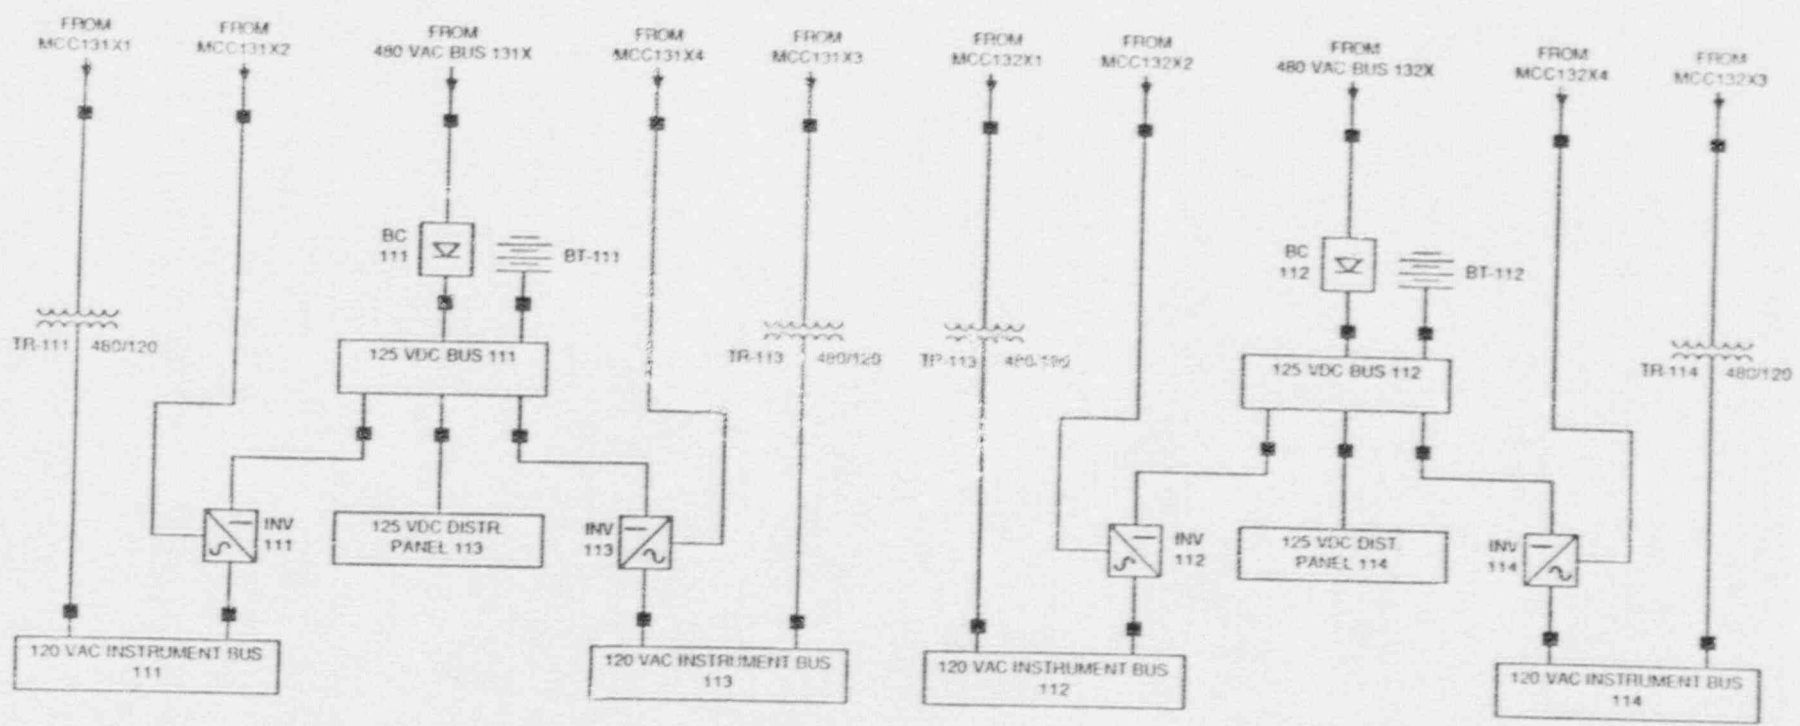 FROM
MCC131X1
FROM
MCC131X2
FROM
480 VAC BUS 131X
FROM
MCC131X4
FROM
MCC131X3
FROM
MCC132X1
FROM
MCC132X2
FROM
480 VAC BUS 132X
FROM
MCC132X4
FROM
MCC132X3
BC
111
BT-111
BC
112
BT-112
TR-111 480/120
125 VDC BUS 111
TR-113 480/120
TR-113
125 VDC BUS 112
TR-114 480/120
INV
111
125 VDC DISTR.
PANEL 113
INV
113
INV
112
125 VDC DIST.
PANEL 114
INV
114
120 VAC INSTRUMENT BUS
111
120 VAC INSTRUMENT BUS
113
120 VAC INSTRUMENT BUS
112
120 VAC INSTRUMENT BUS
114